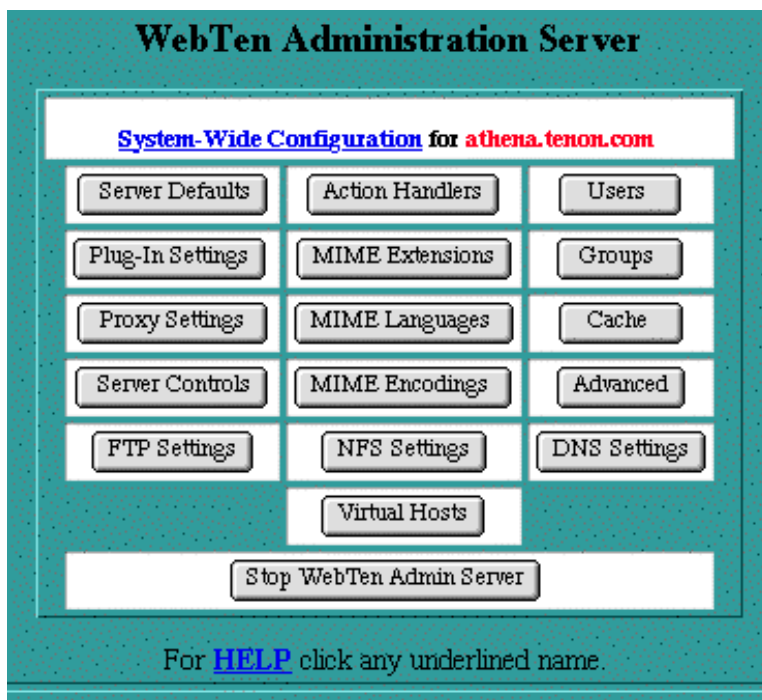 WebTen Administration Server
System-Wide Configuration for athena.tenon.com
Server Defaults Action Handlers Users
Plug-In Settings MIME Extensions Groups
Proxy Settings MIME Languages Cache
Server Controls MIME Encodings Advanced
FTP Settings NFS Settings DNS Settings
Virtual Hosts
Stop WebTen Admin Server
For HELP click any underlined name.